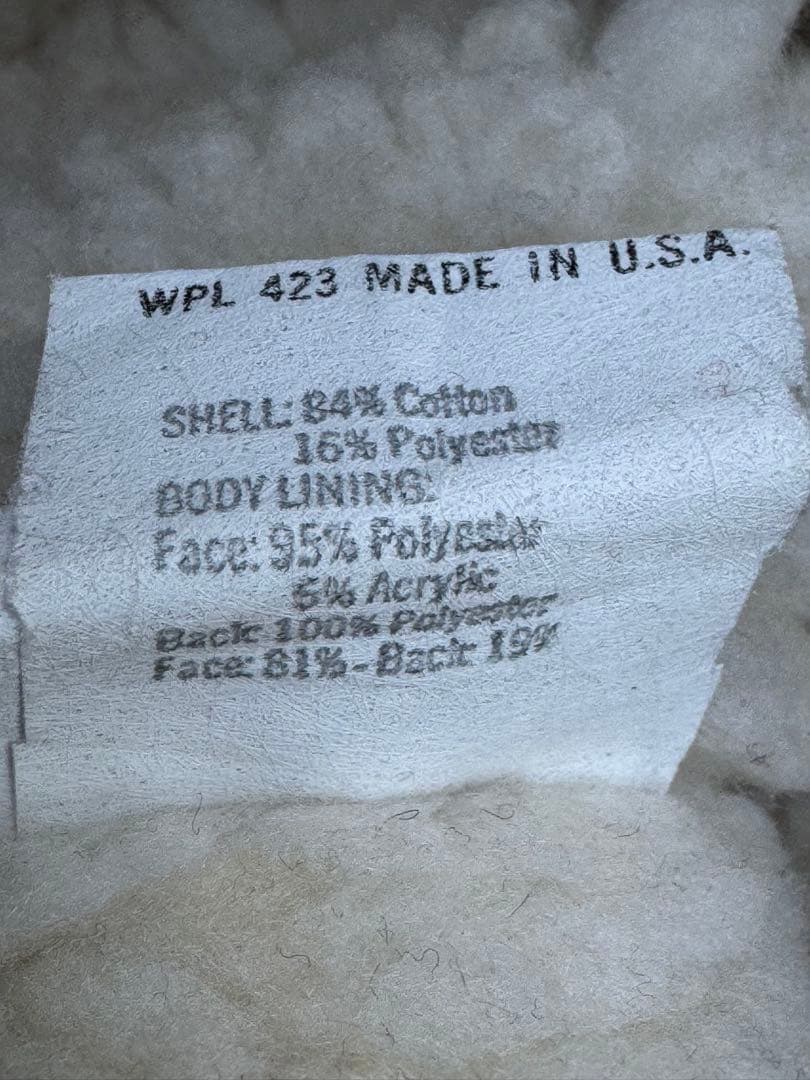 WPL 423 MADE IN U.S.A.
SHELL: 84% Cotton
16% Polyester
BODY LINING:
Face: 95% Polyester
Acrylic
Back: 100% Polyester
Face: 81% - Back: 19%